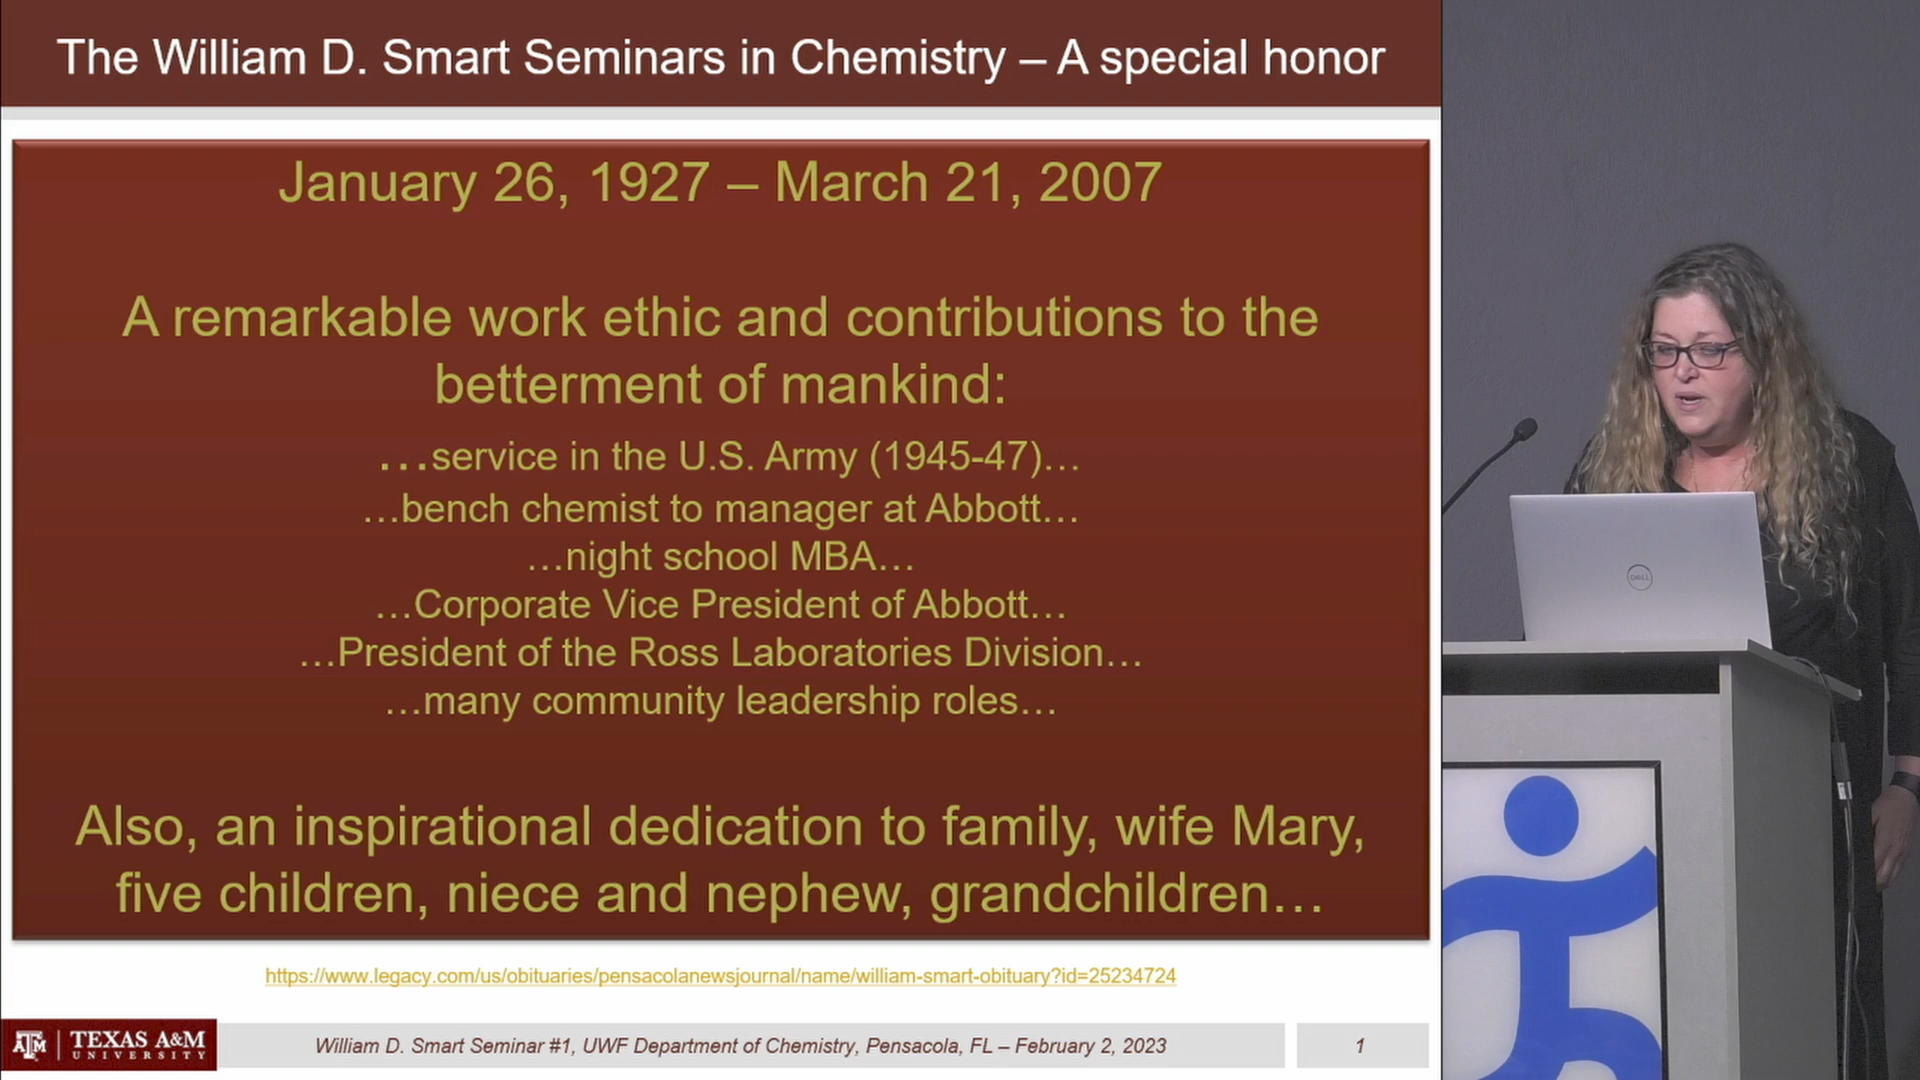 The William D. Smart Seminars in Chemistry – A special honor
January 26, 1927 – March 21, 2007
A remarkable work ethic and contributions to the
betterment of mankind:
…service in the U.S. Army (1945-47)…
…bench chemist to manager at Abbott…
…night school MBA…
…Corporate Vice President of Abbott…
…President of the Ross Laboratories Division…
…many community leadership roles…
Also, an inspirational dedication to family, wife Mary,
five children, niece and nephew, grandchildren…
https://www.legacy.com/us/obituaries/pensacolanewsjournal/name/william-smart-obituary?id=25234724
ATM TEXAS A&M
UNIVERSITY
William D. Smart Seminar #1, UWF Department of Chemistry, Pensacola, FL – February 2, 2023
1
DELL